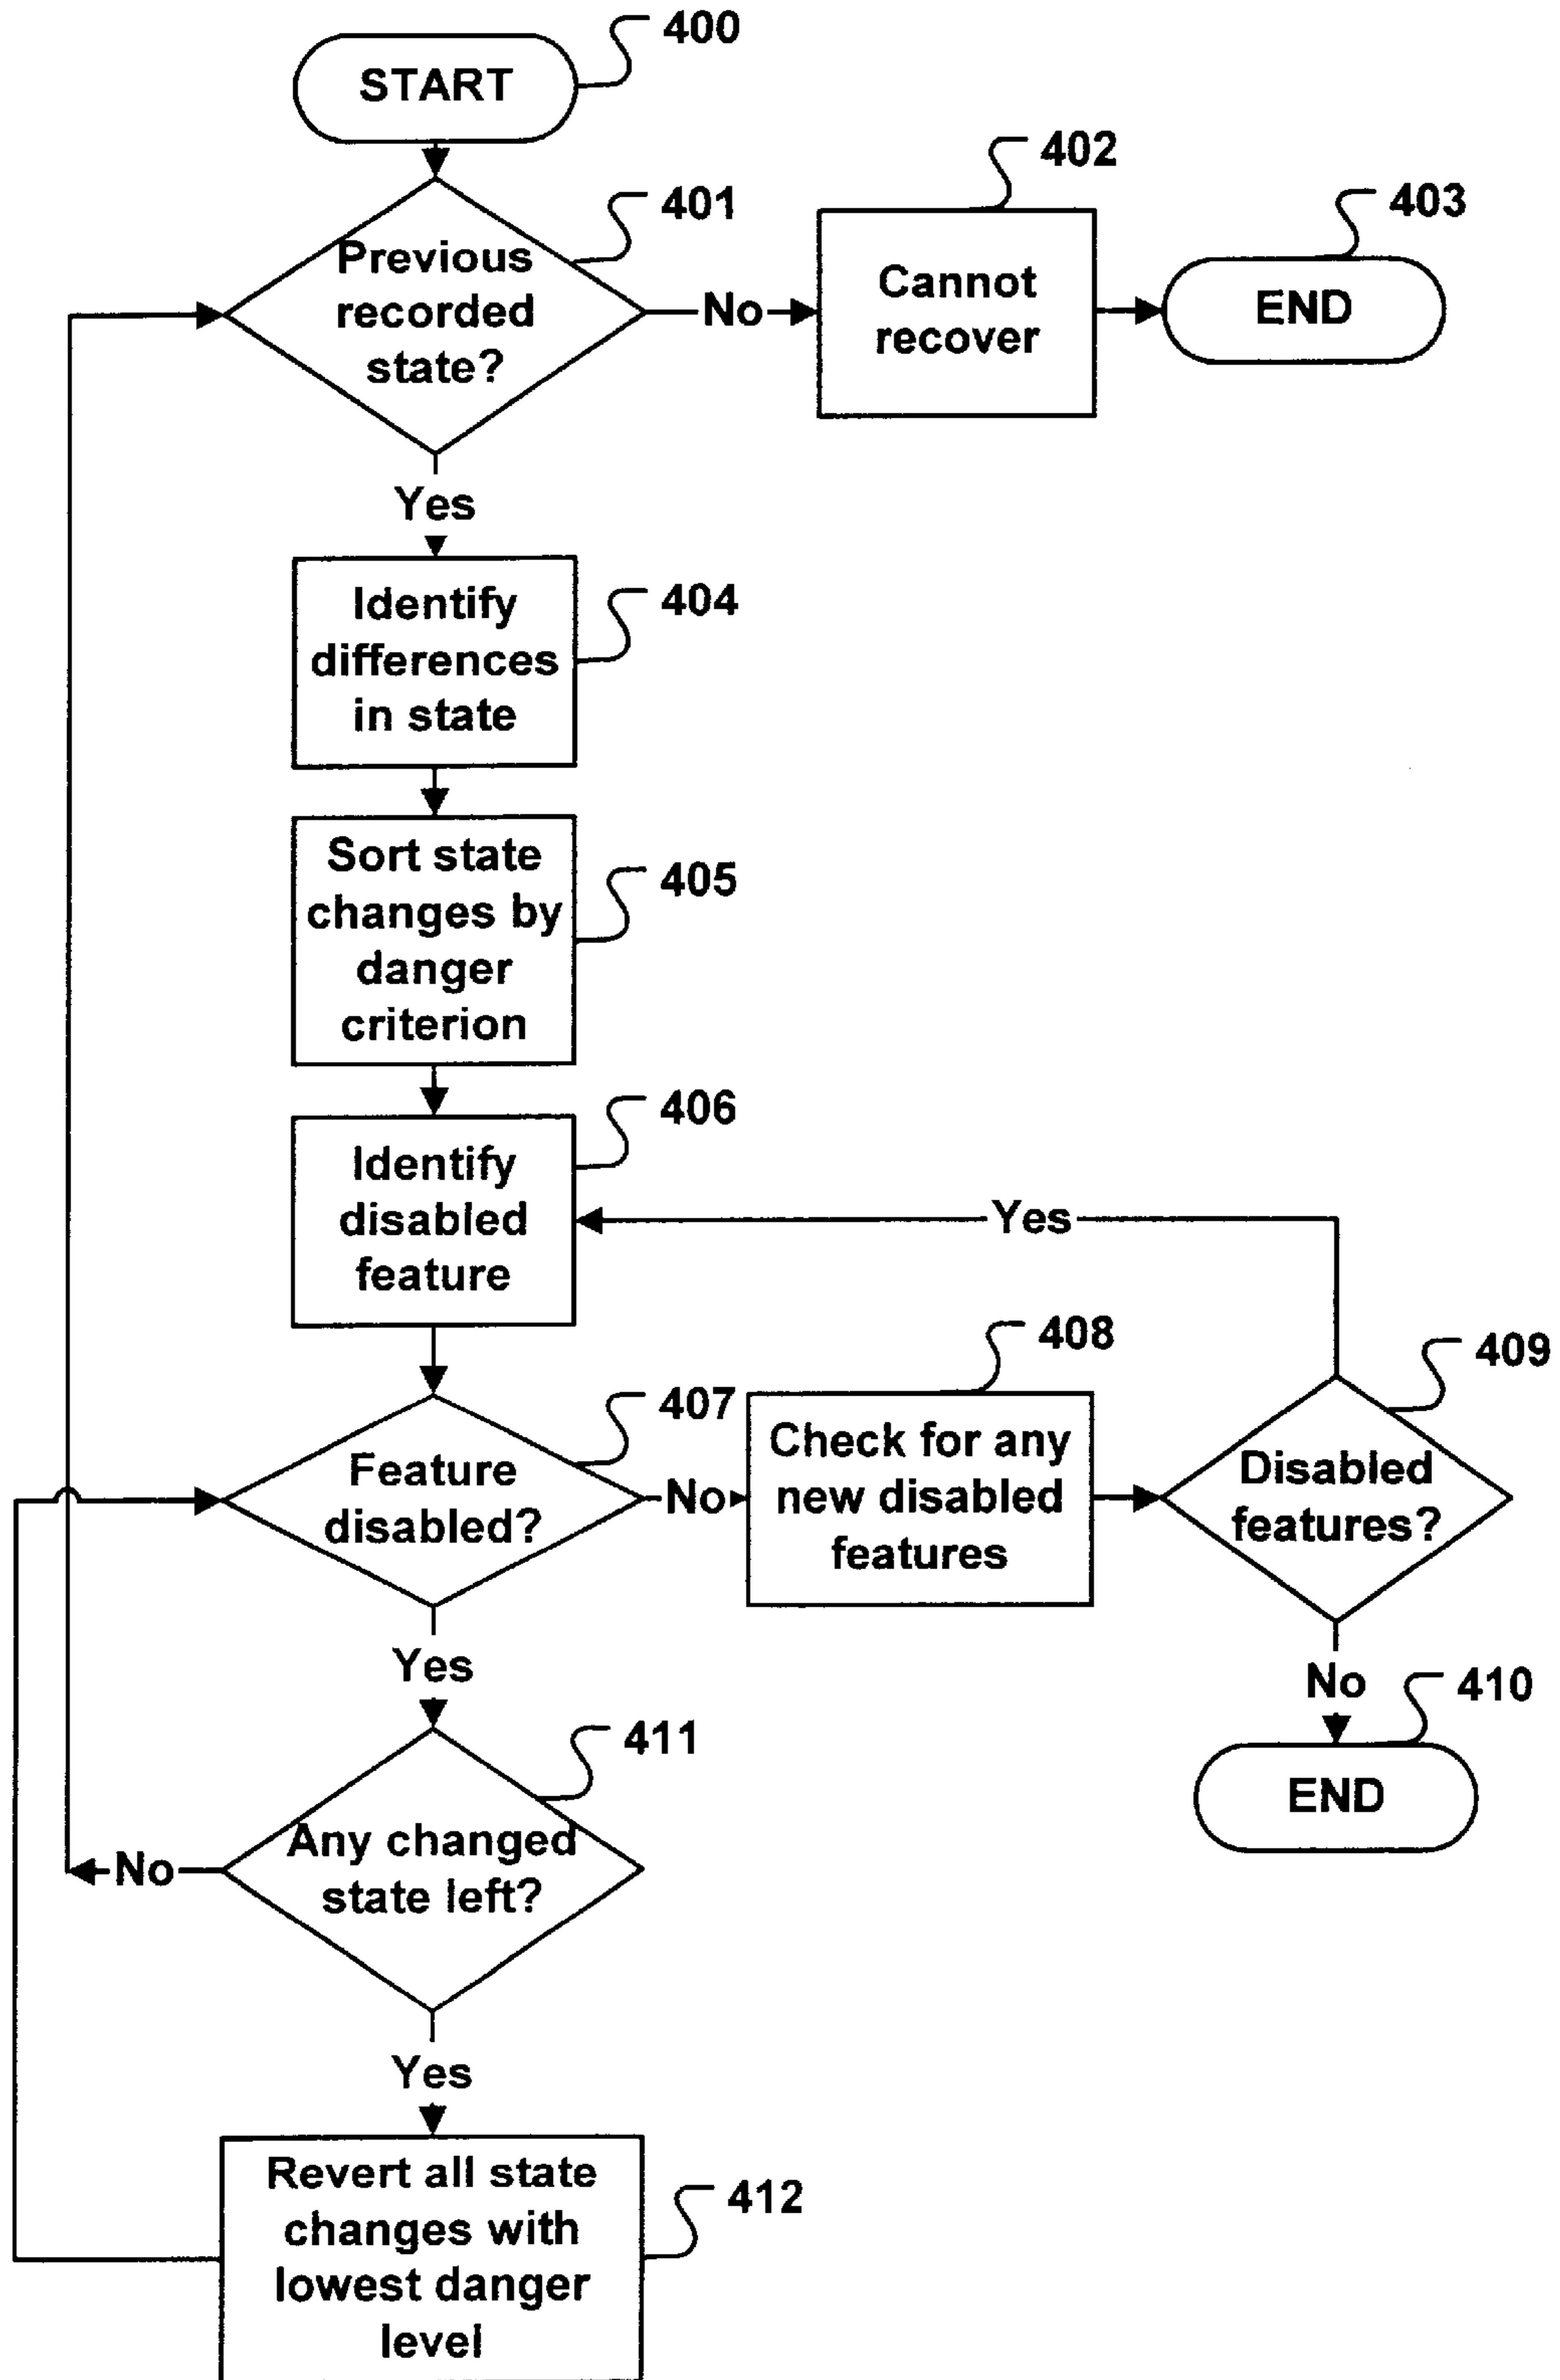 400
START
402
401
403
Previous
recorded
state?
No
Cannot
recover
END
Yes
Identify
differences
in state
404
Sort state
changes by
danger
criterion
405
406
Identify
disabled
feature
Yes
408
409
407
Feature
disabled?
No
Check for any
new disabled
features
Disabled
features?
Yes
No
410
411
END
Any changed
state left?
No
Yes
Revert all state
changes with
lowest danger
level
412